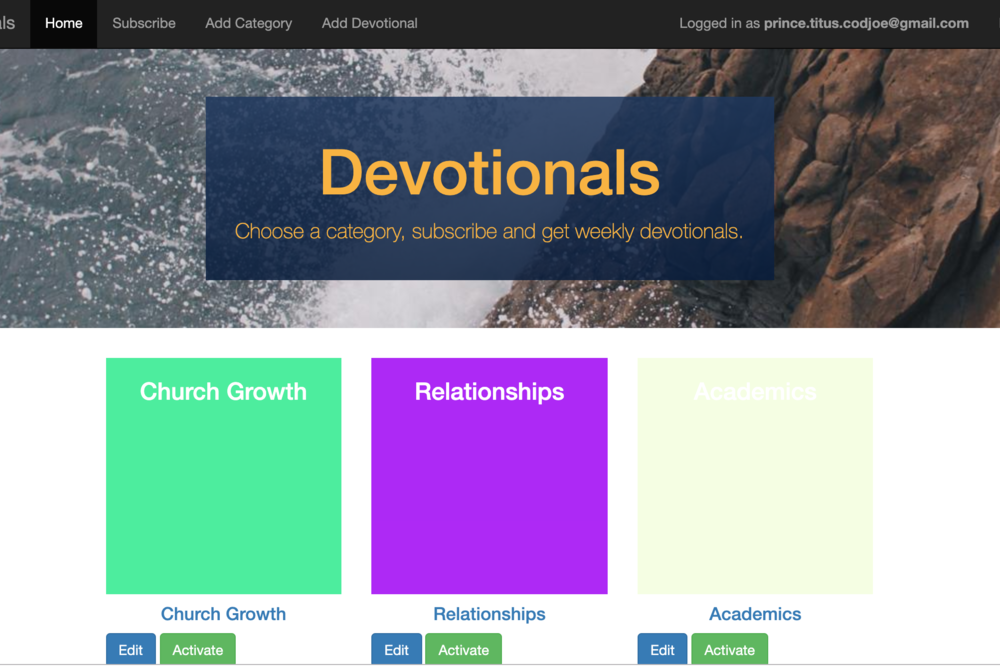 Home Subscribe Add Category Add Devotional Logged in as prince.titus.codjoe@gmail.com
Devotionals
Choose a category, subscribe and get weekly devotionals.
Church Growth Relationships Academics
Church Growth Relationships Academics
Edit Activate Edit Activate Edit Activate